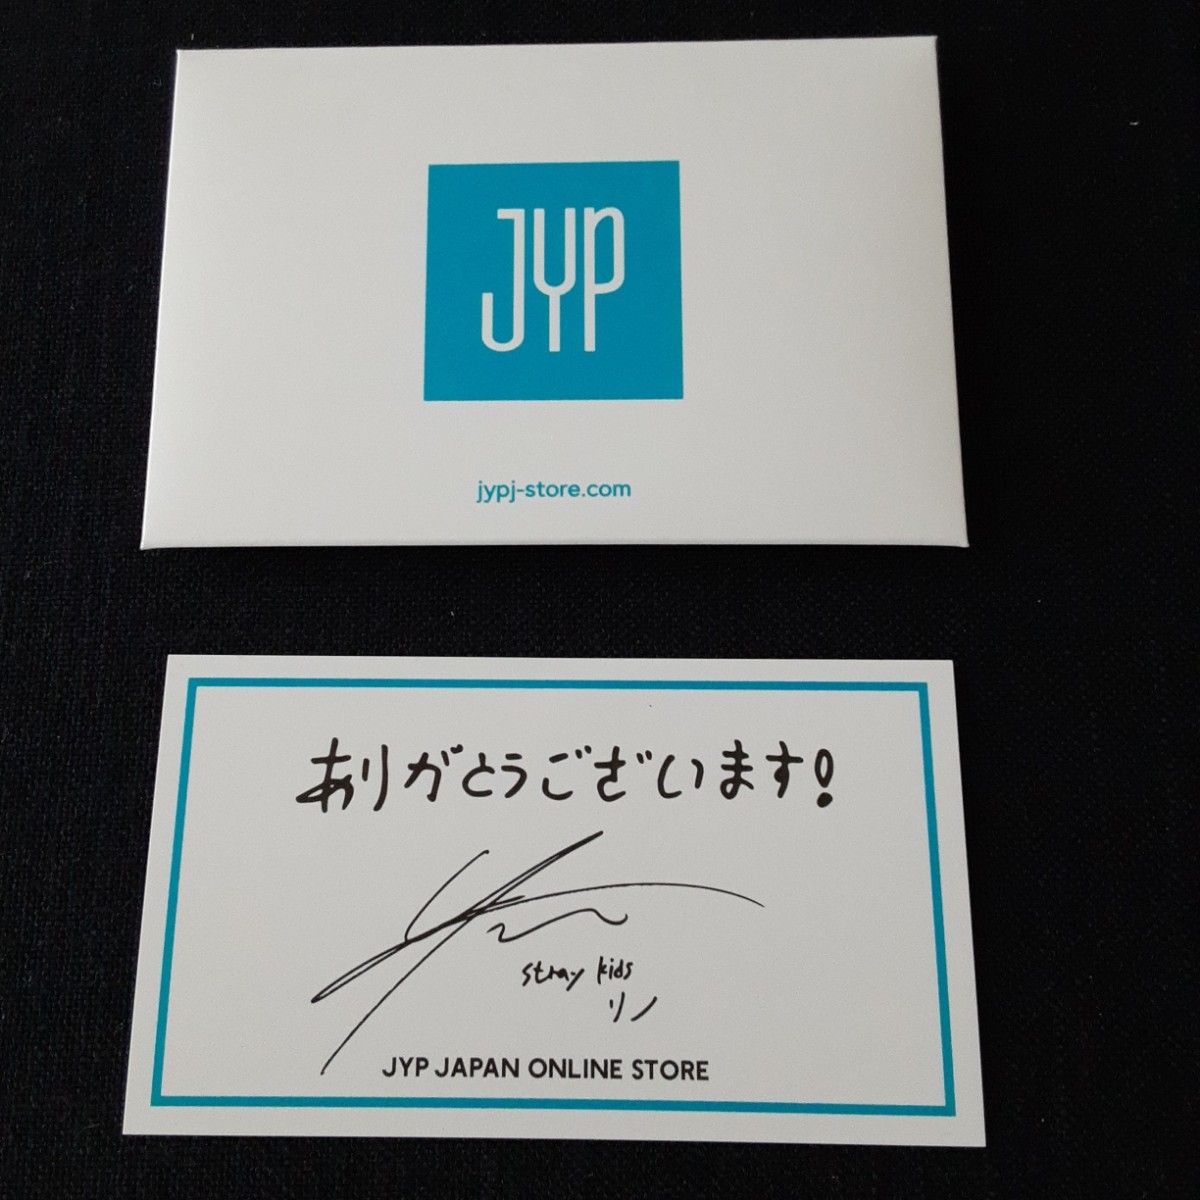 JYP
jypj-store.com
ありがとうございます!
stray kids
リノ
JYP JAPAN ONLINE STORE